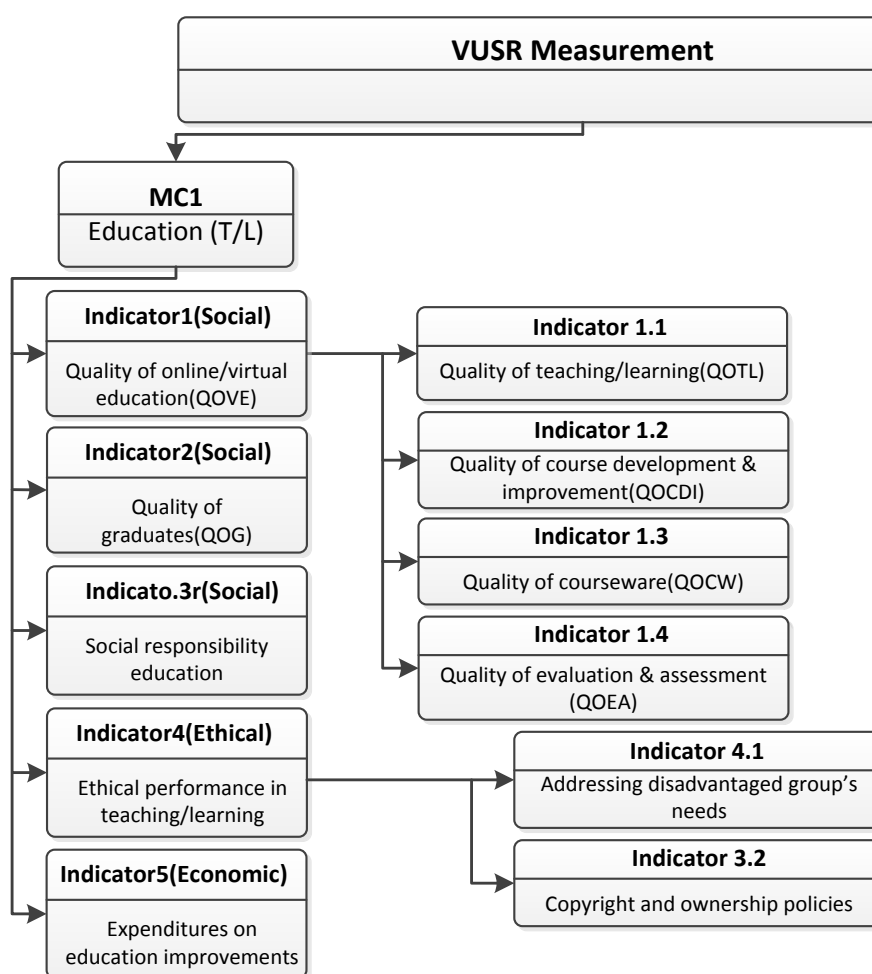 VUSR Measurement
MC1
Education (T/L)
Indicator1(Social)
Quality of online/virtual
education(QOVE)
Indicator2(Social)
Quality of
graduates(QOG)
Indicato.3r(Social)
Social responsibility
education
Indicator4(Ethical)
Ethical performance in
teaching/learning
Indicator5(Economic)
Expenditures on
education improvements
Indicator 1.1
Quality of teaching/learning(QOTL)
Indicator 1.2
Quality of course development &
improvement(QOCDI)
Indicator 1.3
Quality of courseware(QOCW)
Indicator 1.4
Quality of evaluation & assessment
(QOEA)
Indicator 4.1
Addressing disadvantaged group’s
needs
Indicator 3.2
Copyright and ownership policies